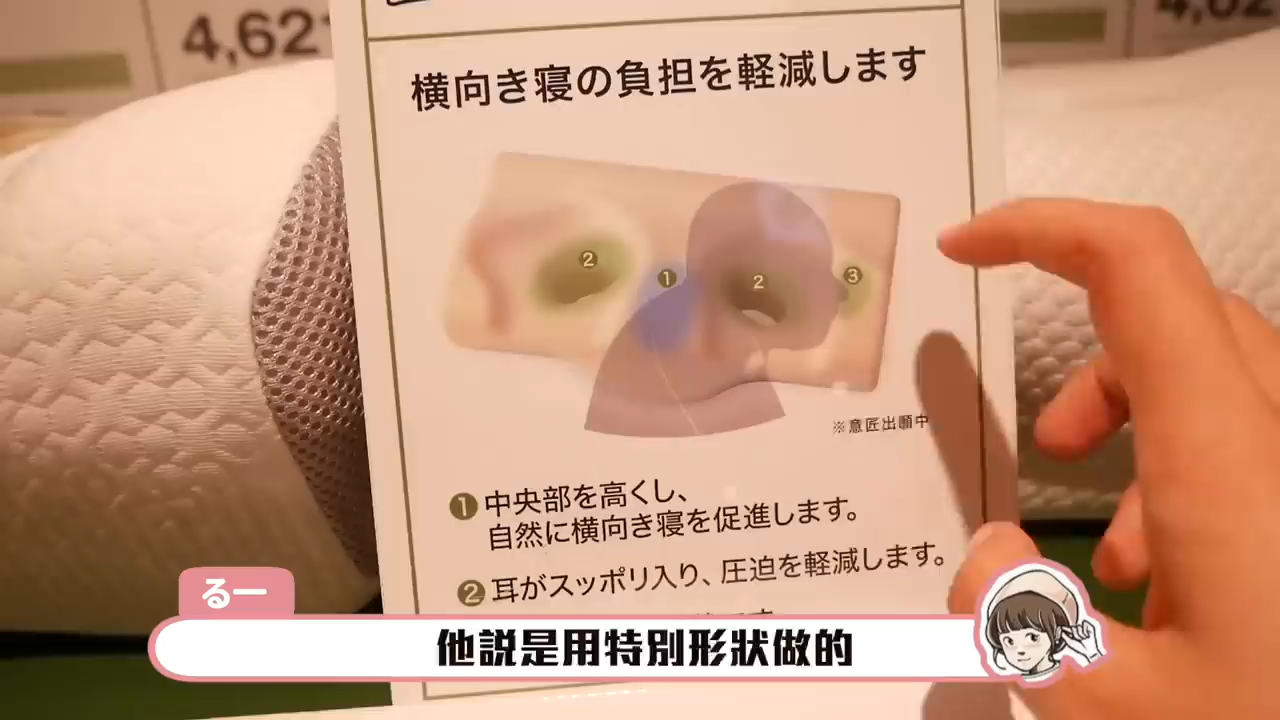 4,62
横向き寝の負担を軽減します
2
1
2
3
※意匠出願中
1 中央部を高くし、
自然に横向き寝を促進します。
2 耳がスッポリ入り、圧迫を軽減します。
るー
他説是用特別形狀做的